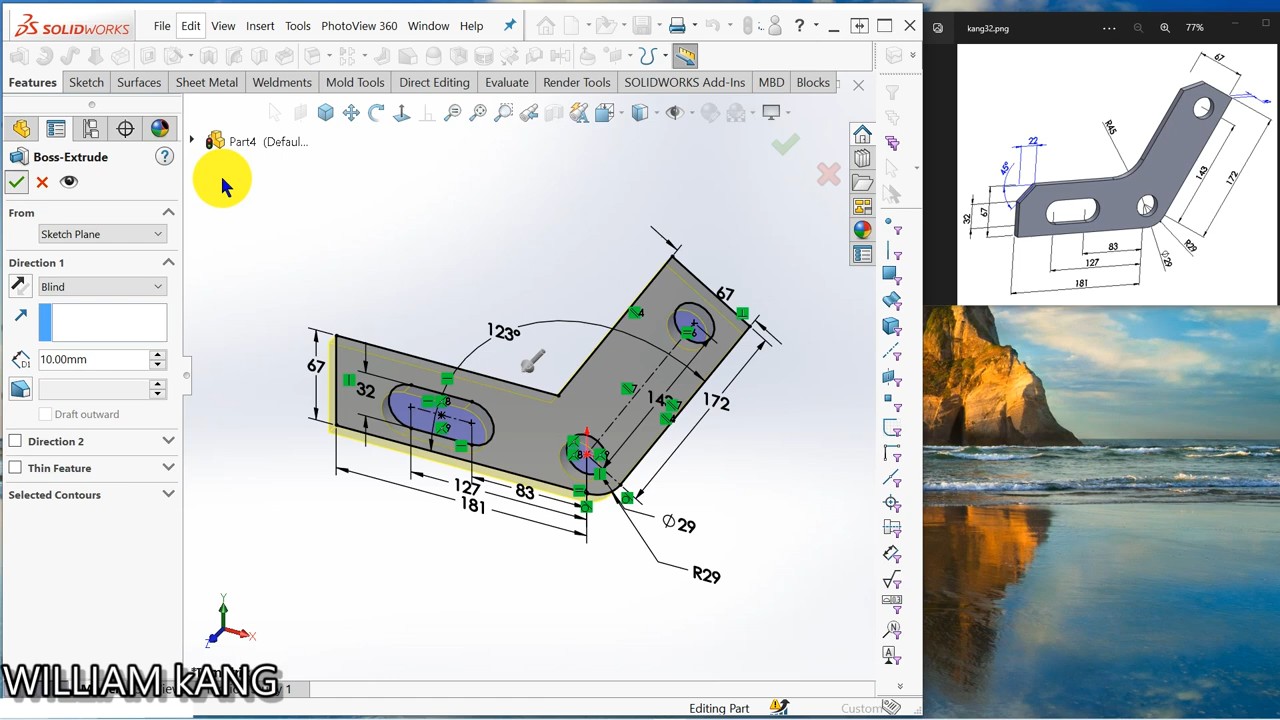 SOLIDWORKS File Edit View Insert Tools PhotoView 360 Window Help
kang32.png 77%
Features Sketch Surfaces Sheet Metal Weldments Mold Tools Direct Editing Evaluate Render Tools SOLIDWORKS Add-Ins MBD Blocks
Part4 (Defaul...
Boss-Extrude
From
Sketch Plane
Direction 1
Blind
10.00mm
Draft outward
Direction 2
Thin Feature
Selected Contours
67
123°
67
32
143
172
127
83
181
Ø29
R29
Y
X
Z
67
R45
22
45°
143
172
32
67
83
R29
Ø29
127
181
WILLIAM kANG
Editing Part Custom